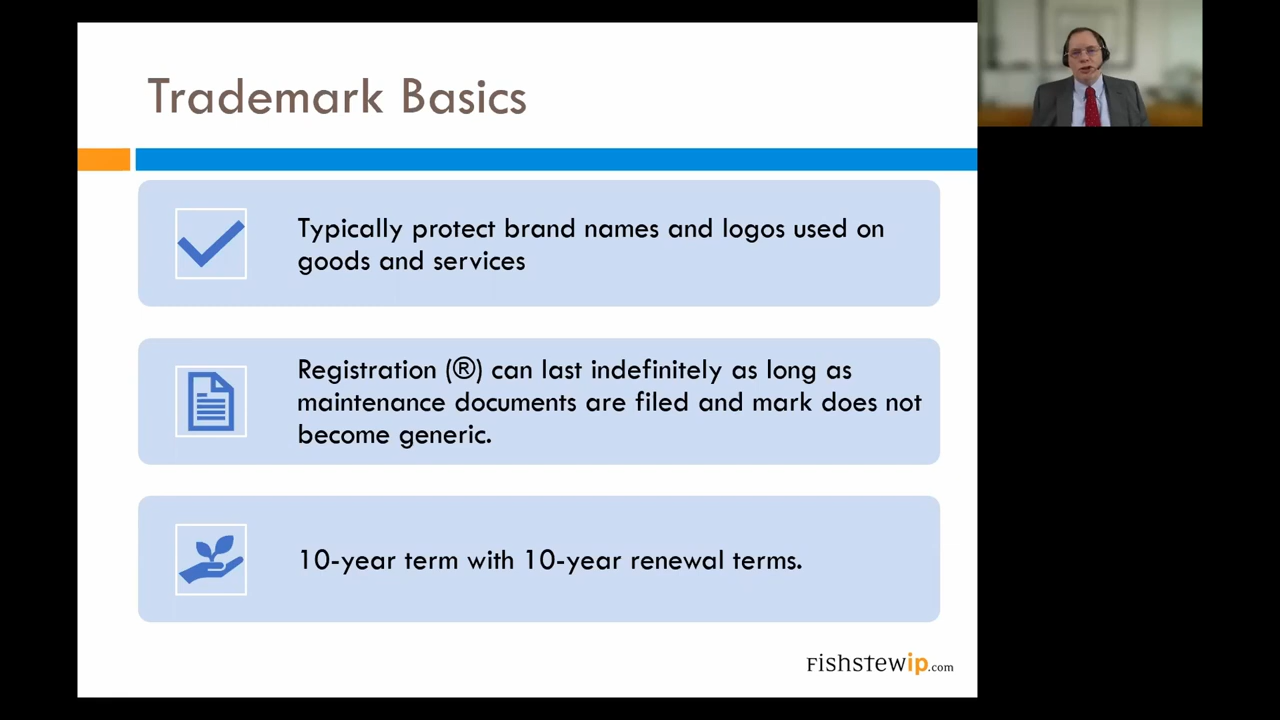 Trademark Basics
Typically protect brand names and logos used on
goods and services
Registration (®) can last indefinitely as long as
maintenance documents are filed and mark does not
become generic.
10-year term with 10-year renewal terms.
Fishstewip.com